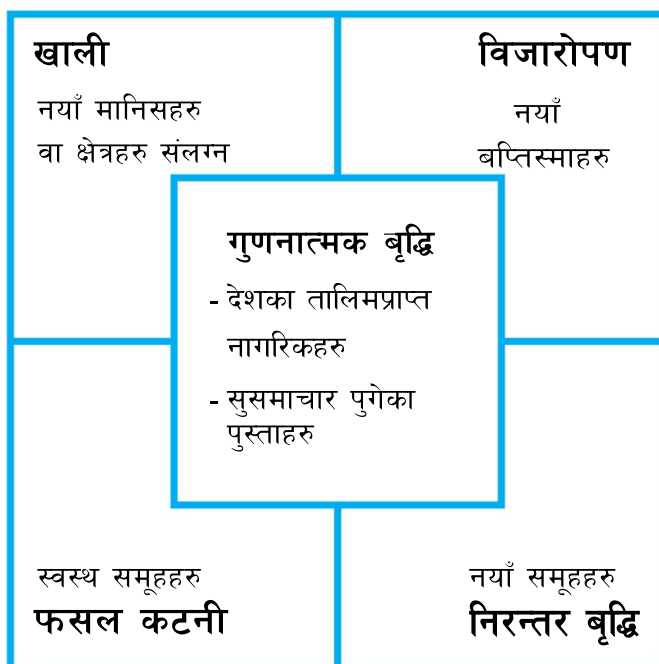 खाली
नयाँ मानिसहरु
वा क्षेत्रहरु संलग्न
विजारोपण
नयाँ
बप्तिस्माहरु
गुणनात्मक बृद्धि
- देशका तालिमप्राप्त
नागरिकहरु
- सुसमाचार पुगेका
पुस्ताहरु
स्वस्थ समूहहरु
फसल कटनी
नयाँ समूहहरु
निरन्तर बृद्धि